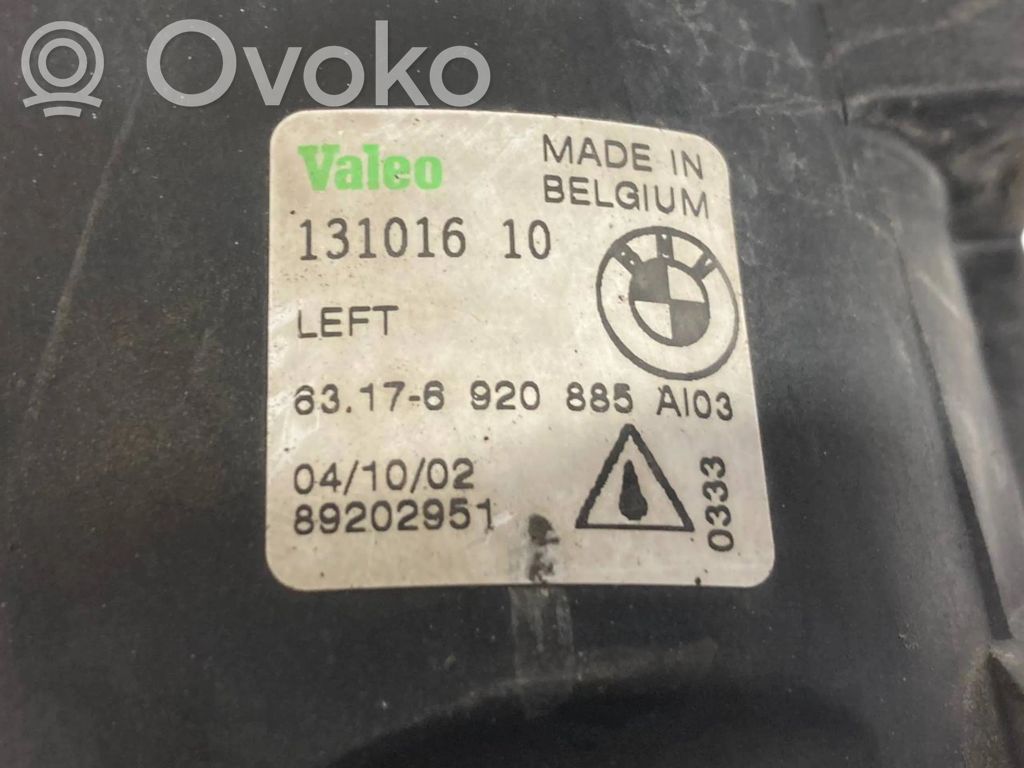 Ovoko
Valeo
MADE IN
BELGIUM
131016 10
BMW
LEFT
63.17-6 920 885 AI03
04/10/02
89202951
0333